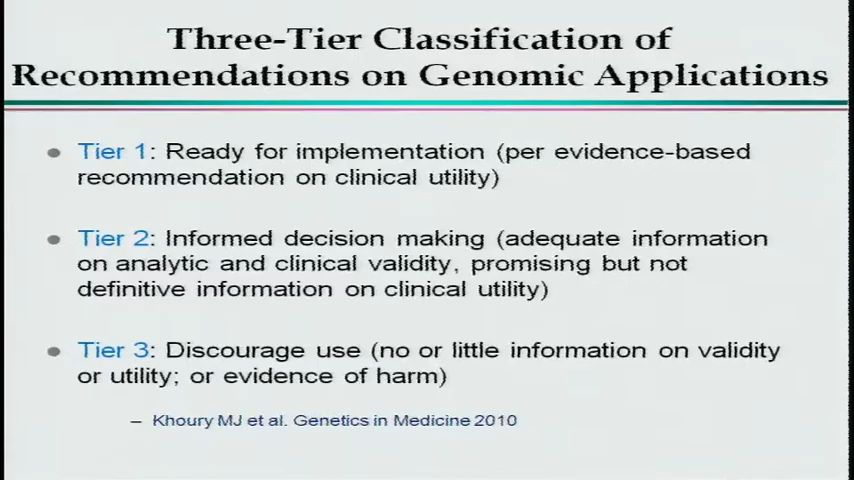 Three-Tier Classification of
Recommendations on Genomic Applications
Tier 1: Ready for implementation (per evidence-based
recommendation on clinical utility)
Tier 2: Informed decision making (adequate information
on analytic and clinical validity, promising but not
definitive information on clinical utility)
Tier 3: Discourage use (no or little information on validity
or utility; or evidence of harm)
– Khoury MJ et al. Genetics in Medicine 2010